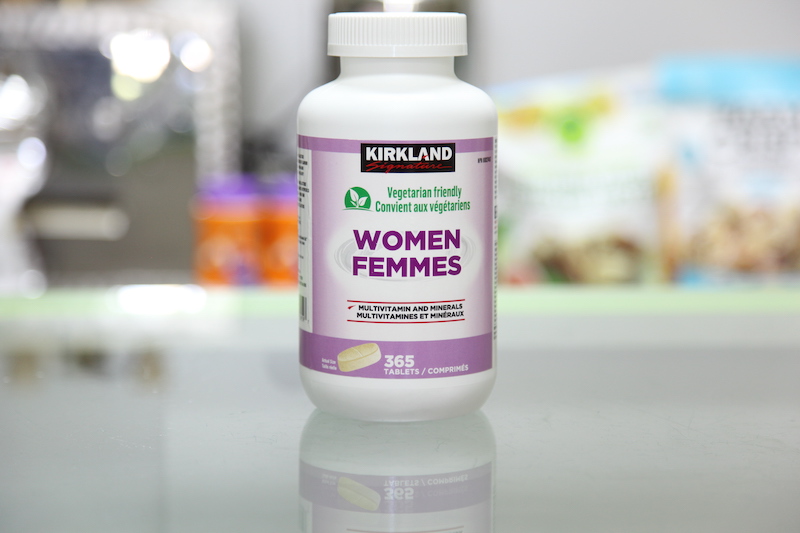 KIRKLAND
Signature
Vegetarian friendly
Convient aux végétariens
WOMEN
FEMMES
MULTIVITAMIN AND MINERALS
MULTIVITAMINES ET MINÉRAUX
365
TABLETS / COMPRIMÉS